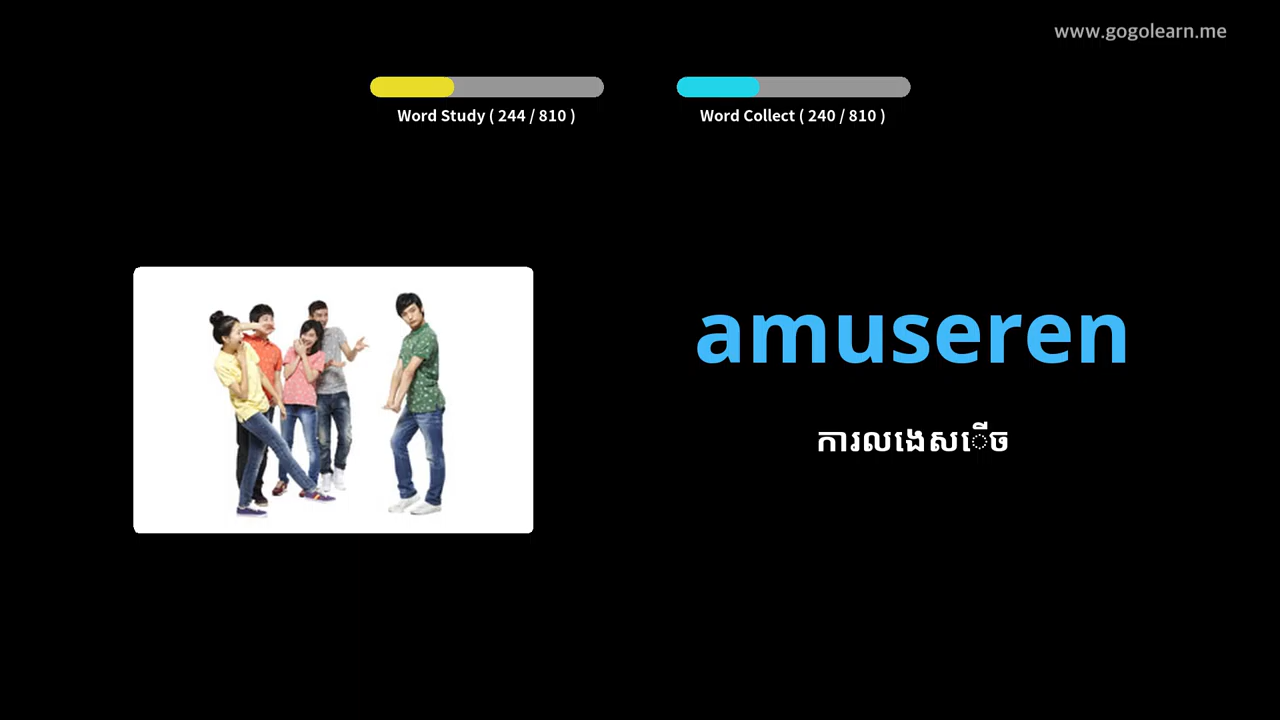 www.gogolearn.me
Word Study ( 244 / 810 )
Word Collect ( 240 / 810 )
amuseren
ការលងេសើច